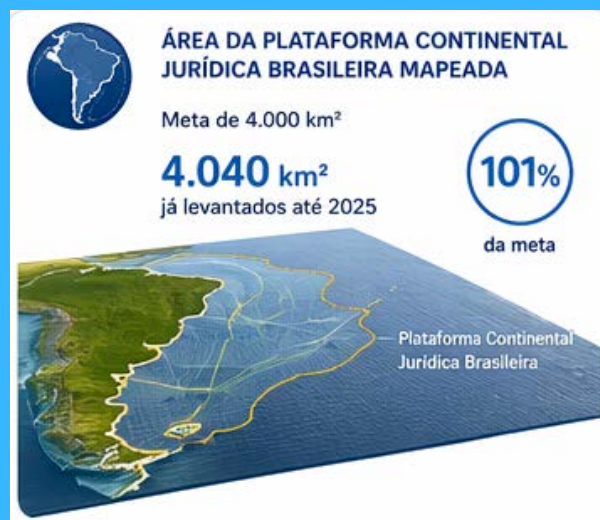 ÁREA DA PLATAFORMA CONTINENTAL
JURÍDICA BRASILEIRA MAPEADA
Meta de 4.000 km²
4.040 km²
já levantados até 2025
101%
da meta
Plataforma Continental
Jurídica Brasileira